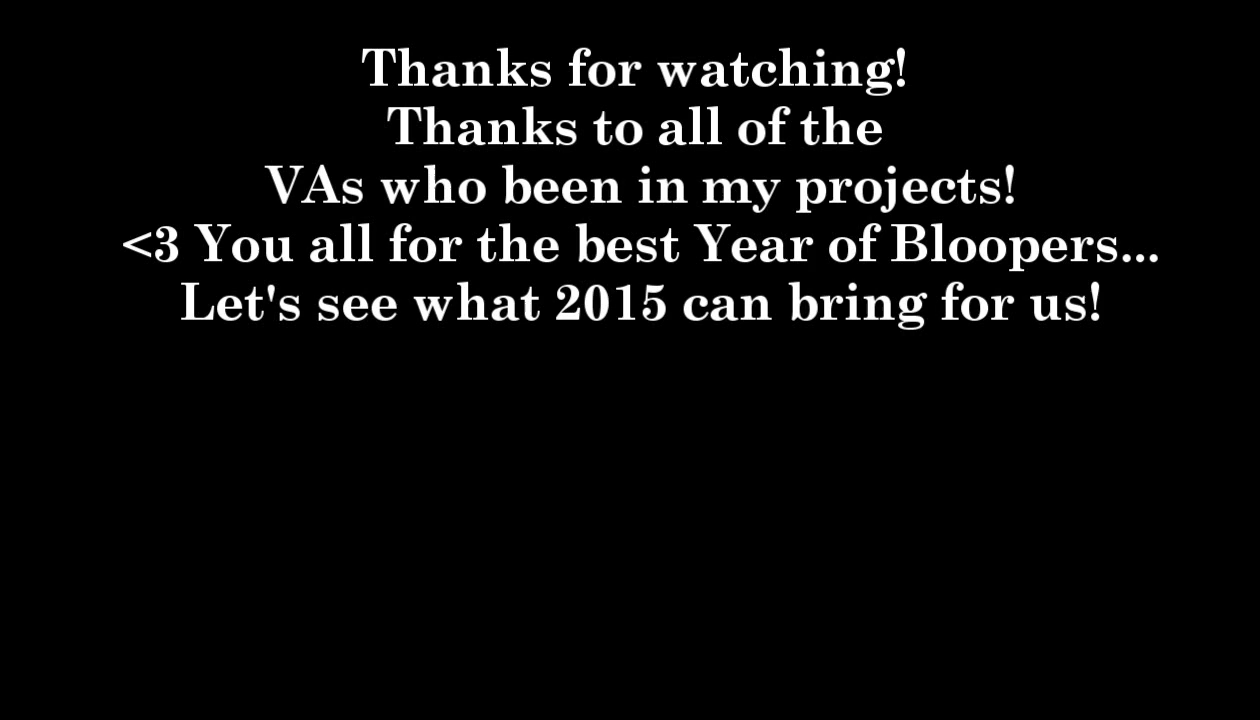 Thanks for watching!
Thanks to all of the
VAs who been in my projects!
<3 You all for the best Year of Bloopers...
Let's see what 2015 can bring for us!